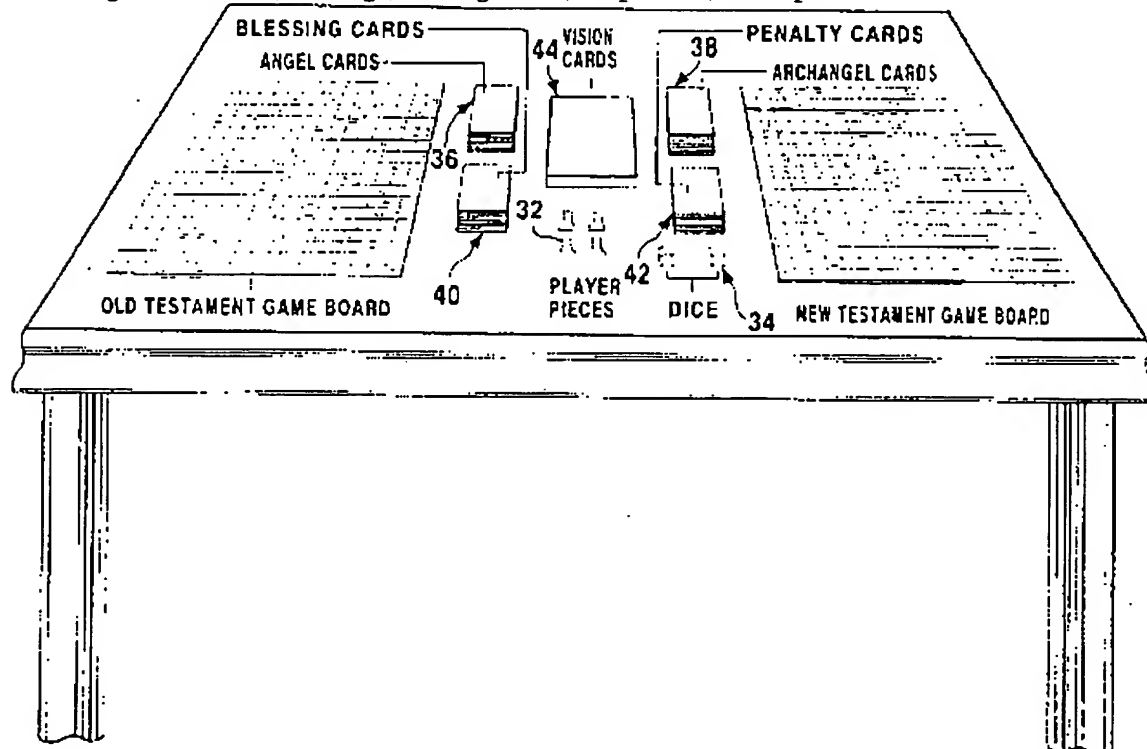 BLESSING CARDS
ANGEL CARDS
44
VISION
CARDS
38
PENALTY CARDS
ARCHANGEL CARDS
36
32
40
42
PLAYER
PIECES
DICE
34
OLD TESTAMENT GAME BOARD
NEW TESTAMENT GAME BOARD